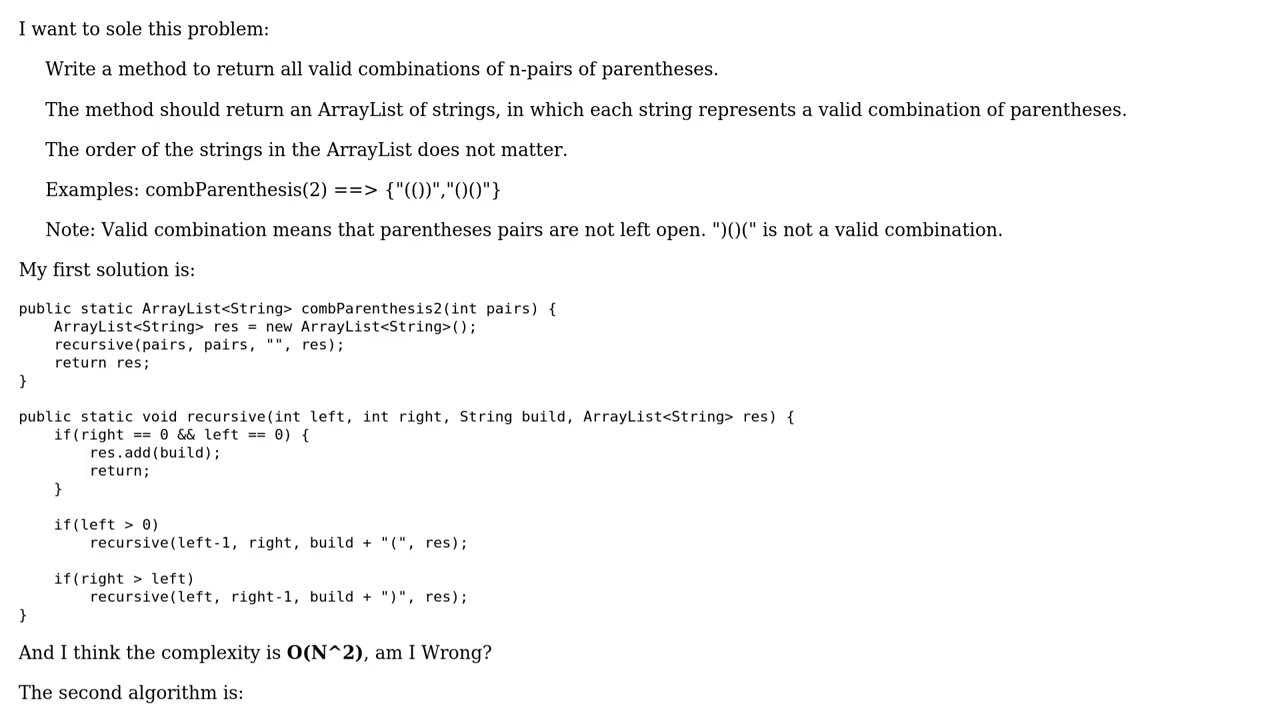 I want to sole this problem:
Write a method to return all valid combinations of n-pairs of parentheses.
The method should return an ArrayList of strings, in which each string represents a valid combination of parentheses.
The order of the strings in the ArrayList does not matter.
Examples: combParenthesis(2) ==> {"(())","()()"}
Note: Valid combination means that parentheses pairs are not left open. ")()(" is not a valid combination.
My first solution is:
public static ArrayList<String> combParenthesis2(int pairs) {
    ArrayList<String> res = new ArrayList<String>();
    recursive(pairs, pairs, "", res);
    return res;
}
public static void recursive(int left, int right, String build, ArrayList<String> res) {
    if(right == 0 && left == 0) {
        res.add(build);
        return;
    }
    if(left > 0)
        recursive(left-1, right, build + "(", res);
    if(right > left)
        recursive(left, right-1, build + ")", res);
}
And I think the complexity is O(N^2), am I Wrong?
The second algorithm is: